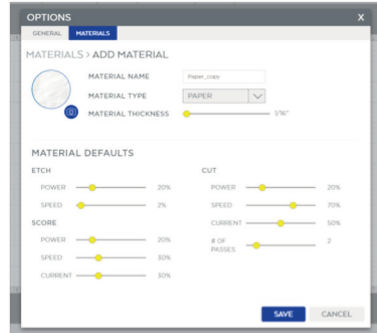 OPTIONS X
GENERAL MATERIALS
MATERIALS > ADD MATERIAL
MATERIAL NAME Paper_copy
MATERIAL TYPE PAPER
MATERIAL THICKNESS 1/16"
MATERIAL DEFAULTS
ETCH
POWER 20%
SPEED 2%
SCORE
POWER 20%
SPEED 30%
CURRENT 30%
CUT
POWER 20%
SPEED 70%
CURRENT 50%
# OF
PASSES 2
SAVE CANCEL